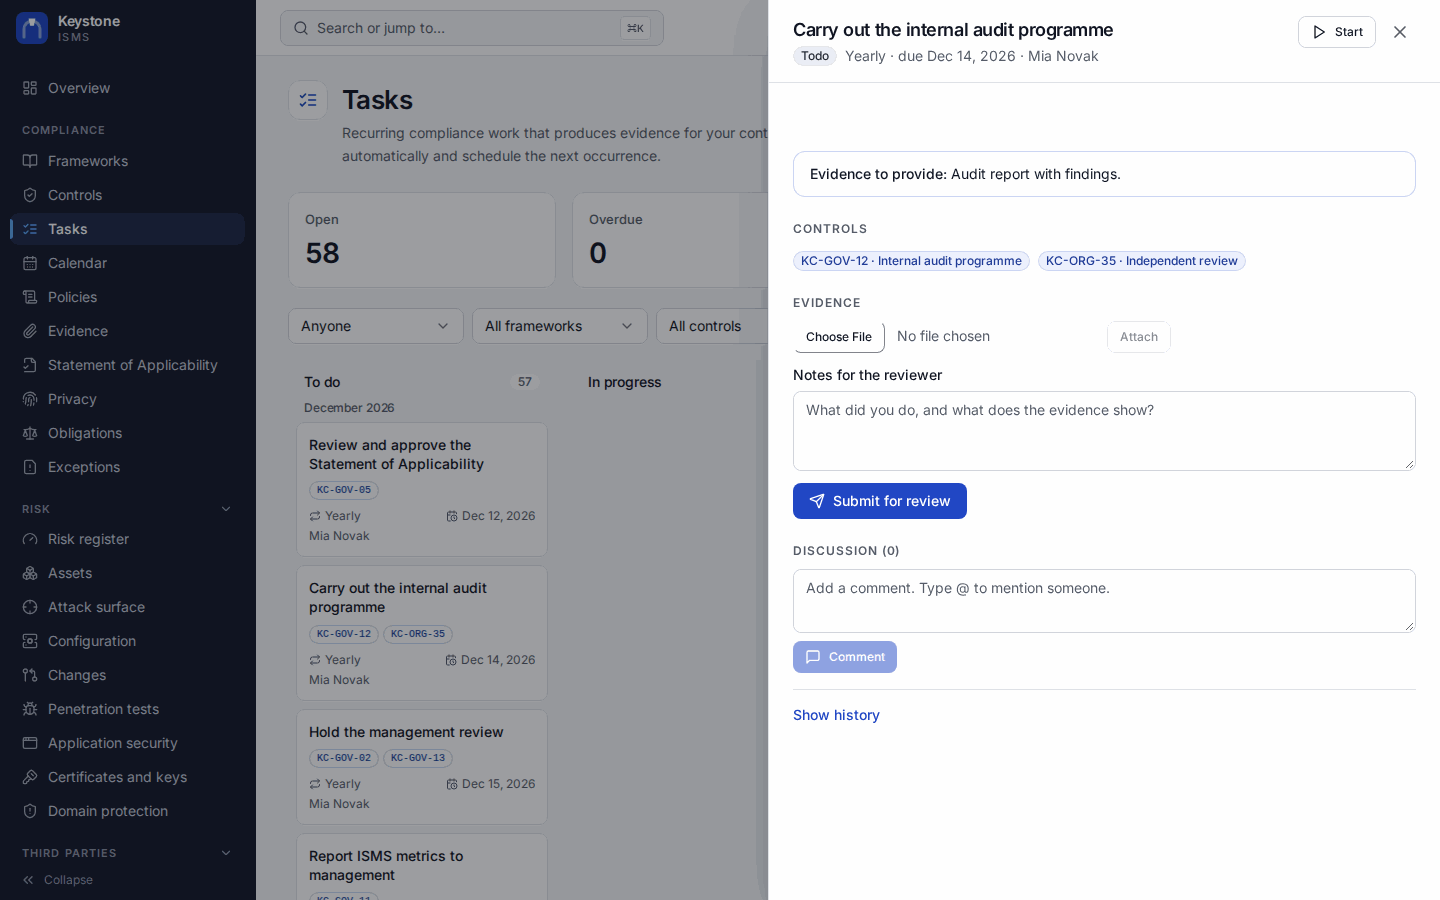 Keystone
ISMS
Overview
COMPLIANCE
Frameworks
Controls
Tasks
Calendar
Policies
Evidence
Statement of Applicability
Privacy
Obligations
Exceptions
RISK
Risk register
Assets
Attack surface
Configuration
Changes
Penetration tests
Application security
Certificates and keys
Domain protection
THIRD PARTIES
Collapse
Search or jump to...
⌘K
Tasks
Recurring compliance work that produces evidence for your cont
automatically and schedule the next occurrence.
Open
58
Overdue
0
Anyone
All frameworks
All controls
To do
57
In progress
December 2026
Review and approve the
Statement of Applicability
KC-GOV-05
Yearly
Dec 12, 2026
Mia Novak
Carry out the internal audit
programme
KC-GOV-12 KC-ORG-35
Yearly
Dec 14, 2026
Mia Novak
Hold the management review
KC-GOV-02 KC-GOV-13
Yearly
Dec 15, 2026
Mia Novak
Report ISMS metrics to
management
KC-GOV-11
Carry out the internal audit programme
Todo Yearly · due Dec 14, 2026 · Mia Novak
Start
Evidence to provide: Audit report with findings.
CONTROLS
KC-GOV-12 · Internal audit programme
KC-ORG-35 · Independent review
EVIDENCE
Choose File No file chosen
Attach
Notes for the reviewer
What did you do, and what does the evidence show?
Submit for review
DISCUSSION (0)
Add a comment. Type @ to mention someone.
Comment
Show history